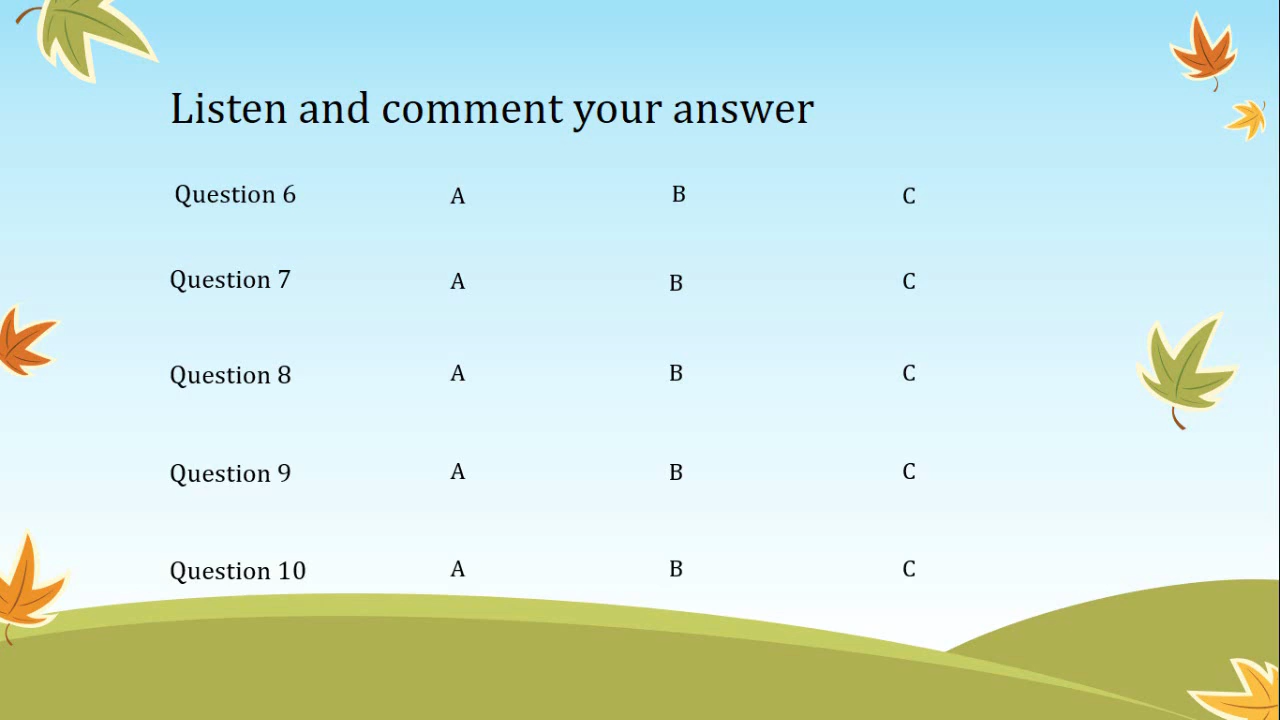 Listen and comment your answer
Question 6 A B C
Question 7 A B C
Question 8 A B C
Question 9 A B C
Question 10 A B C